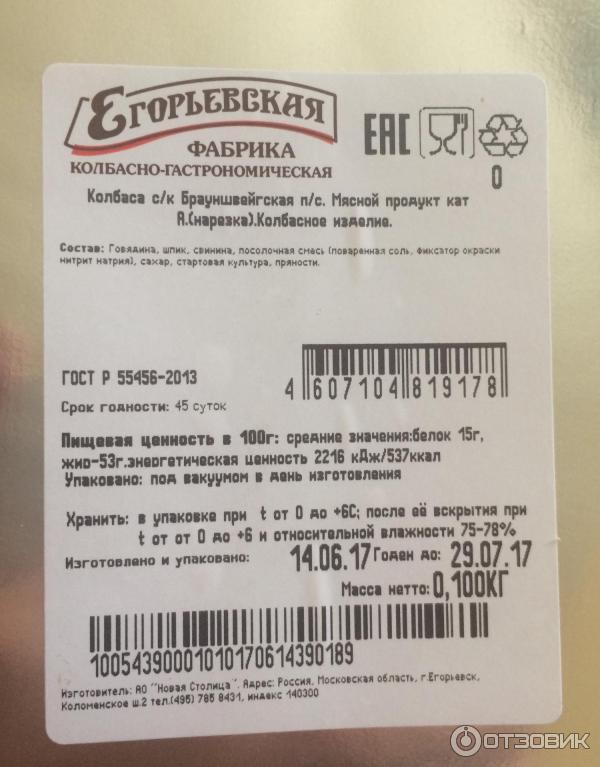 ЕГОРЬЕВСКАЯ
ФАБРИКА
КОЛБАСНО-ГАСТРОНОМИЧЕСКАЯ
ЕАС
0
Колбаса с/к Брауншвейгская п/с. Мясной продукт кат
А.(нарезка).Колбасное изделие.
Состав: Говядина, шпик, свинина, посолочная смесь (поваренная соль, фиксатор окраски
нитрит натрия), сахар, стартовая культура, пряности.
ГОСТ Р 55456-2013
4 607104 819178
Срок годности: 45 суток
Пищевая ценность в 100г: средние значения:белок 15г,
жир-53г.энергетическая ценность 2216 кДж/537ккал
Упаковано: под вакуумом в день изготовления
Хранить: в упаковке при t от 0 до +6С; после её вскрытия при
t от от 0 до +6 и относительной влажности 75-78%
Изготовлено и упаковано: 14.06.17 Годен до: 29.07.17
Масса нетто: 0,100КГ
10054390001010170614390189
Изготовитель: АО "Новая Столица". Адрес: Россия, Московская область, г.Егорьевск,
Коломенское ш.2 тел.(495) 785 8431, индекс 140300
ОТЗОВИК